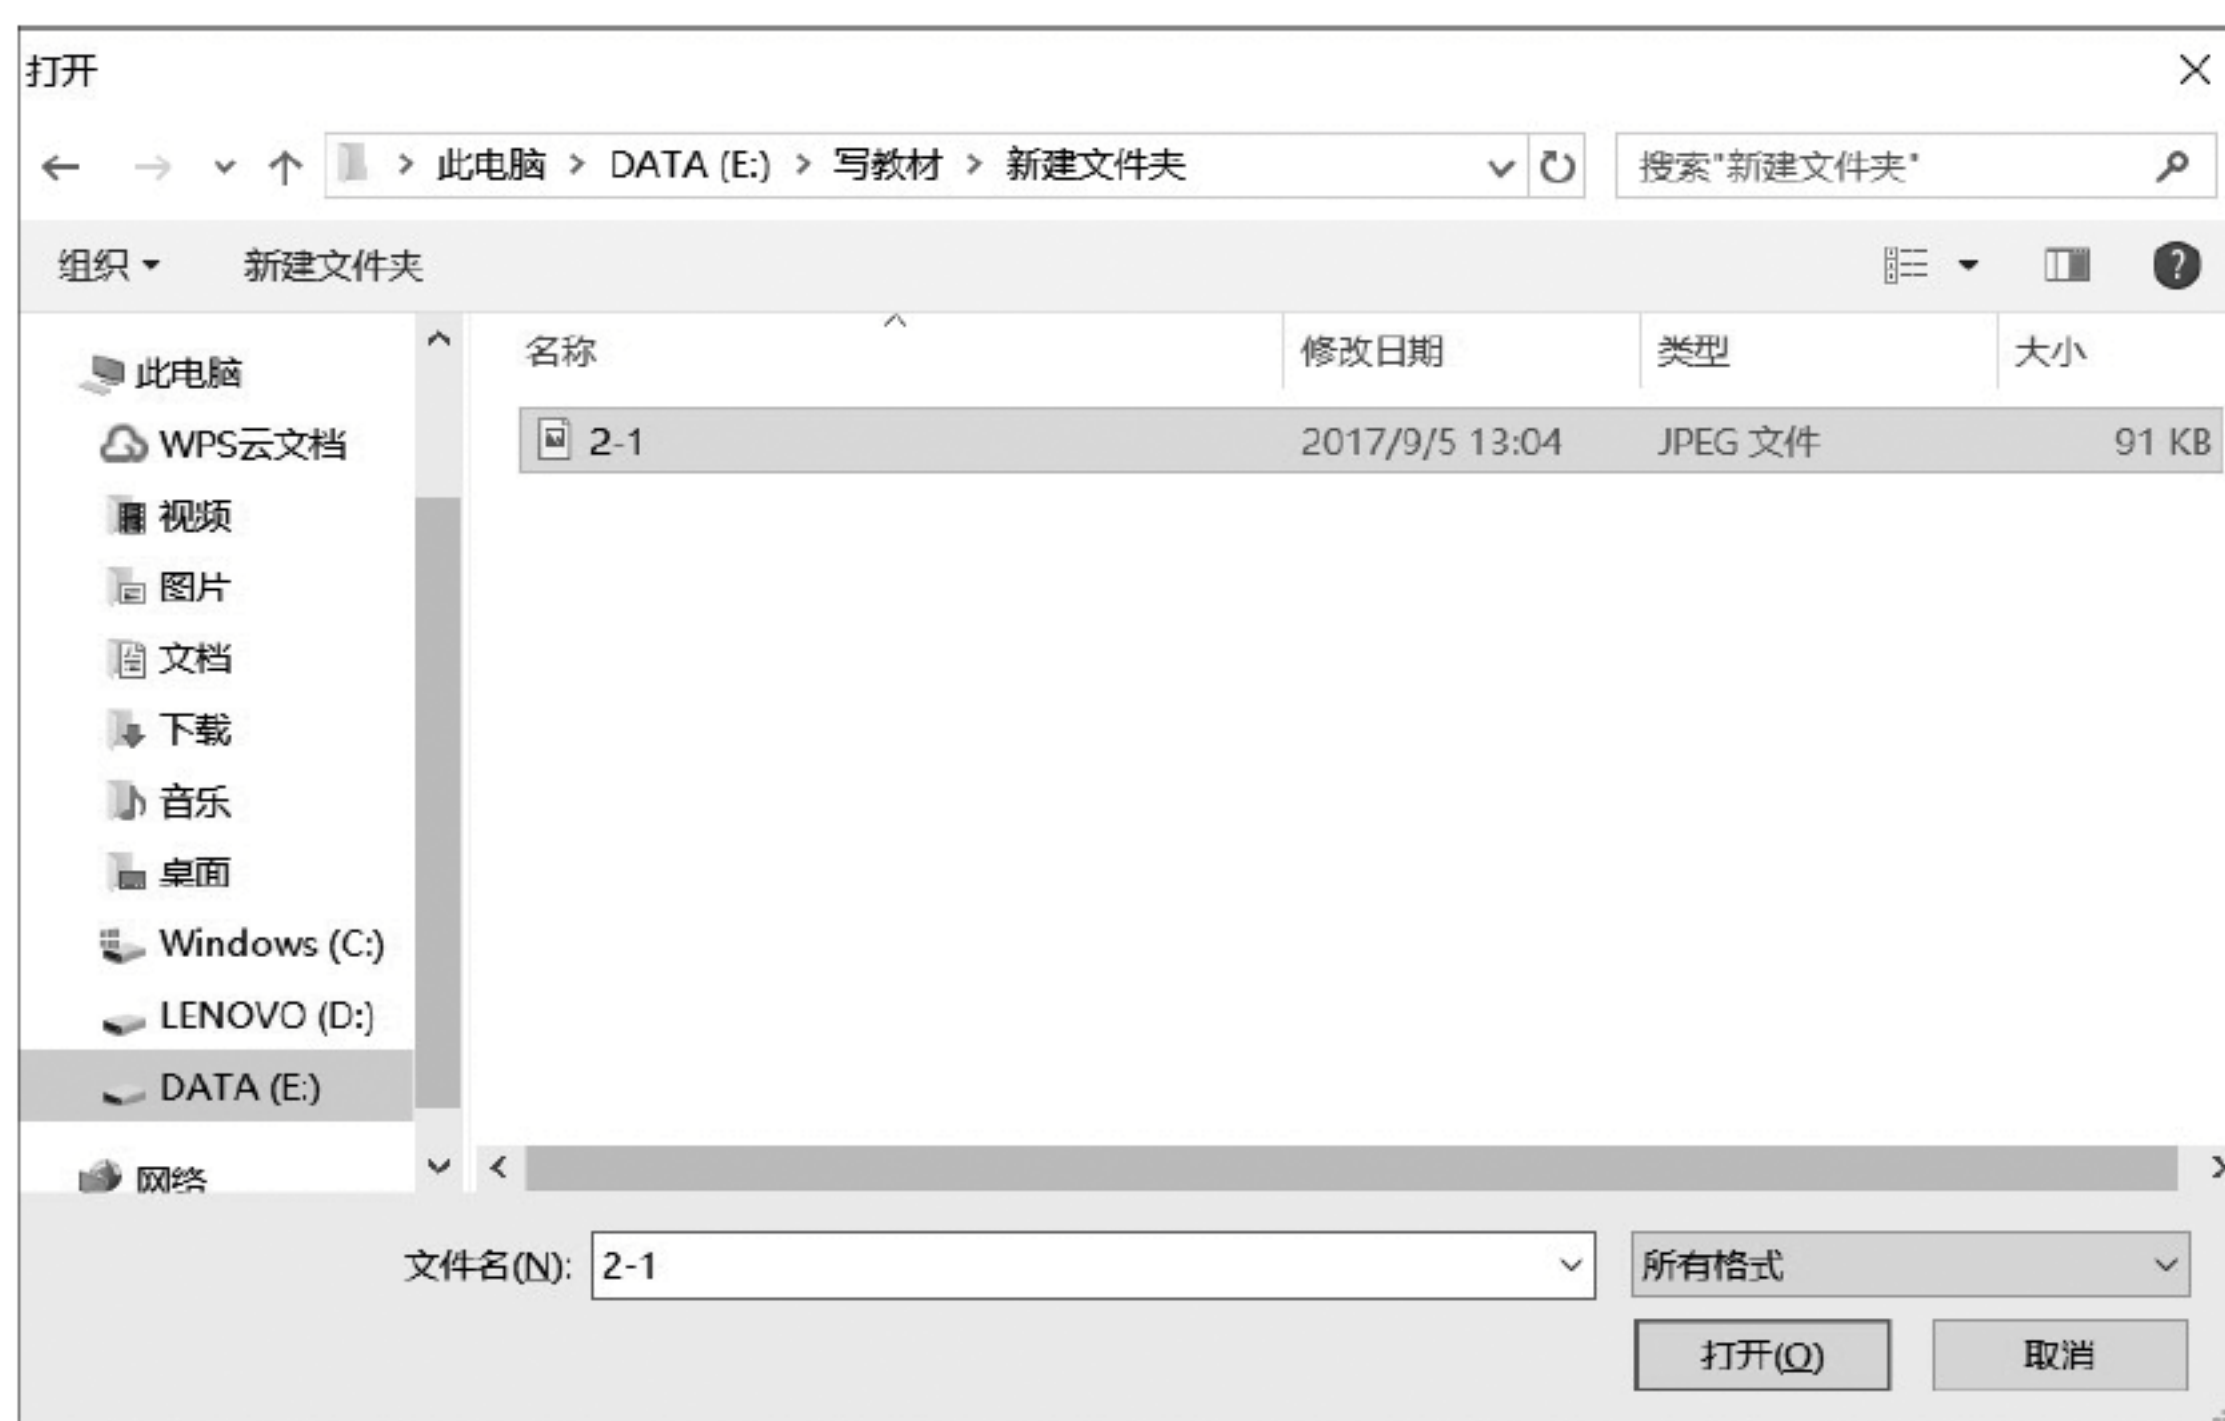 打开
此电脑 > DATA (E:) > 写教材 > 新建文件夹 搜索"新建文件夹"
组织 新建文件夹
名称 修改日期 类型 大小
2-1 2017/9/5 13:04 JPEG 文件 91 KB
此电脑
WPS云文档
视频
图片
文档
下载
音乐
桌面
Windows (C:)
LENOVO (D:)
DATA (E:)
网络
文件名(N): 2-1 所有格式
打开(O) 取消